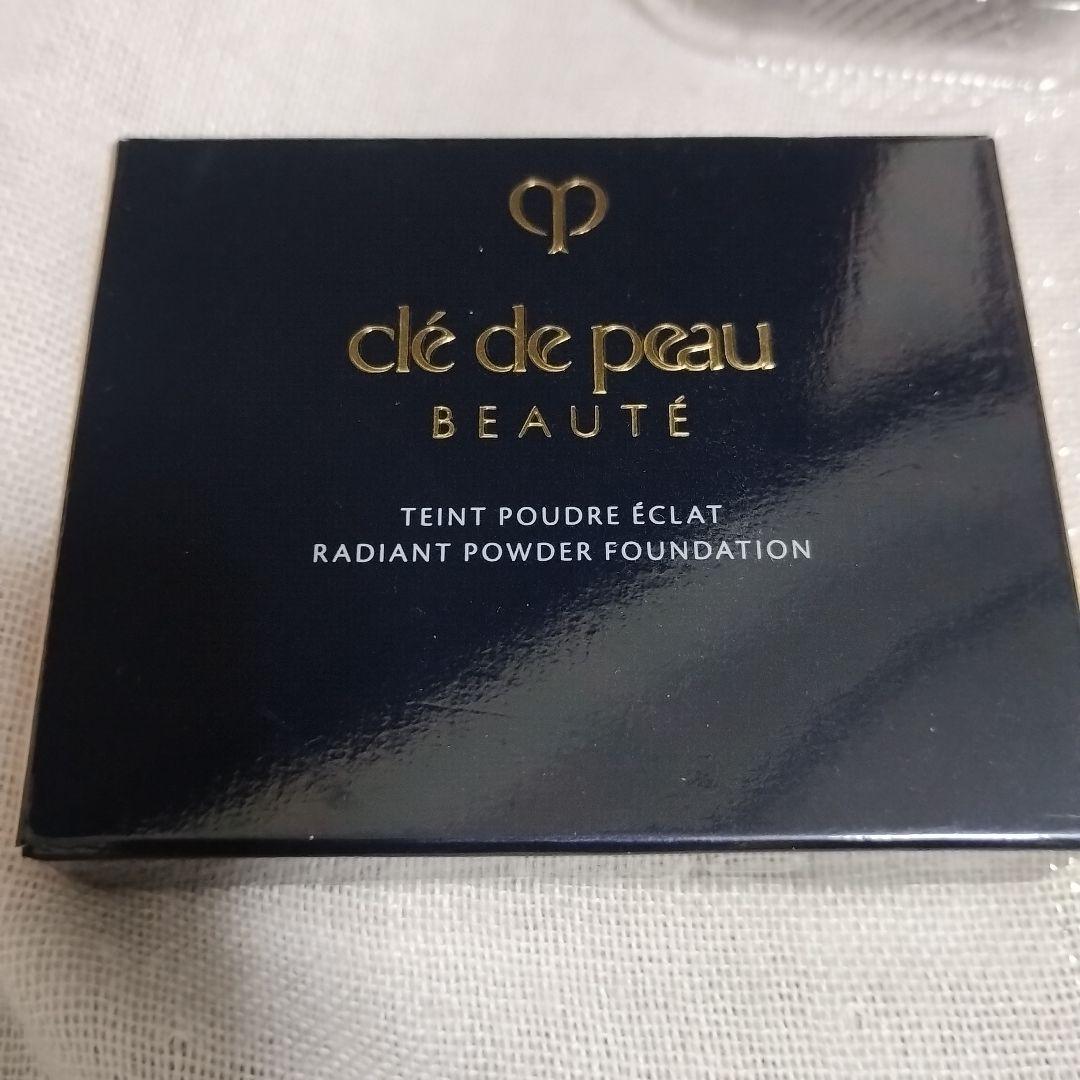 clé de peau
BEAUTÉ
TEINT POUDRE ÉCLAT
RADIANT POWDER FOUNDATION